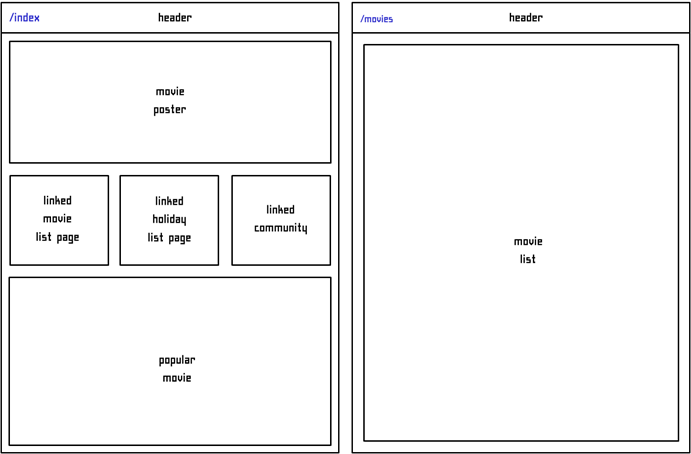 /index
header
movie
poster
linked
movie
list page
linked
holiday
list page
linked
community
popular
movie
/movies
header
movie
list